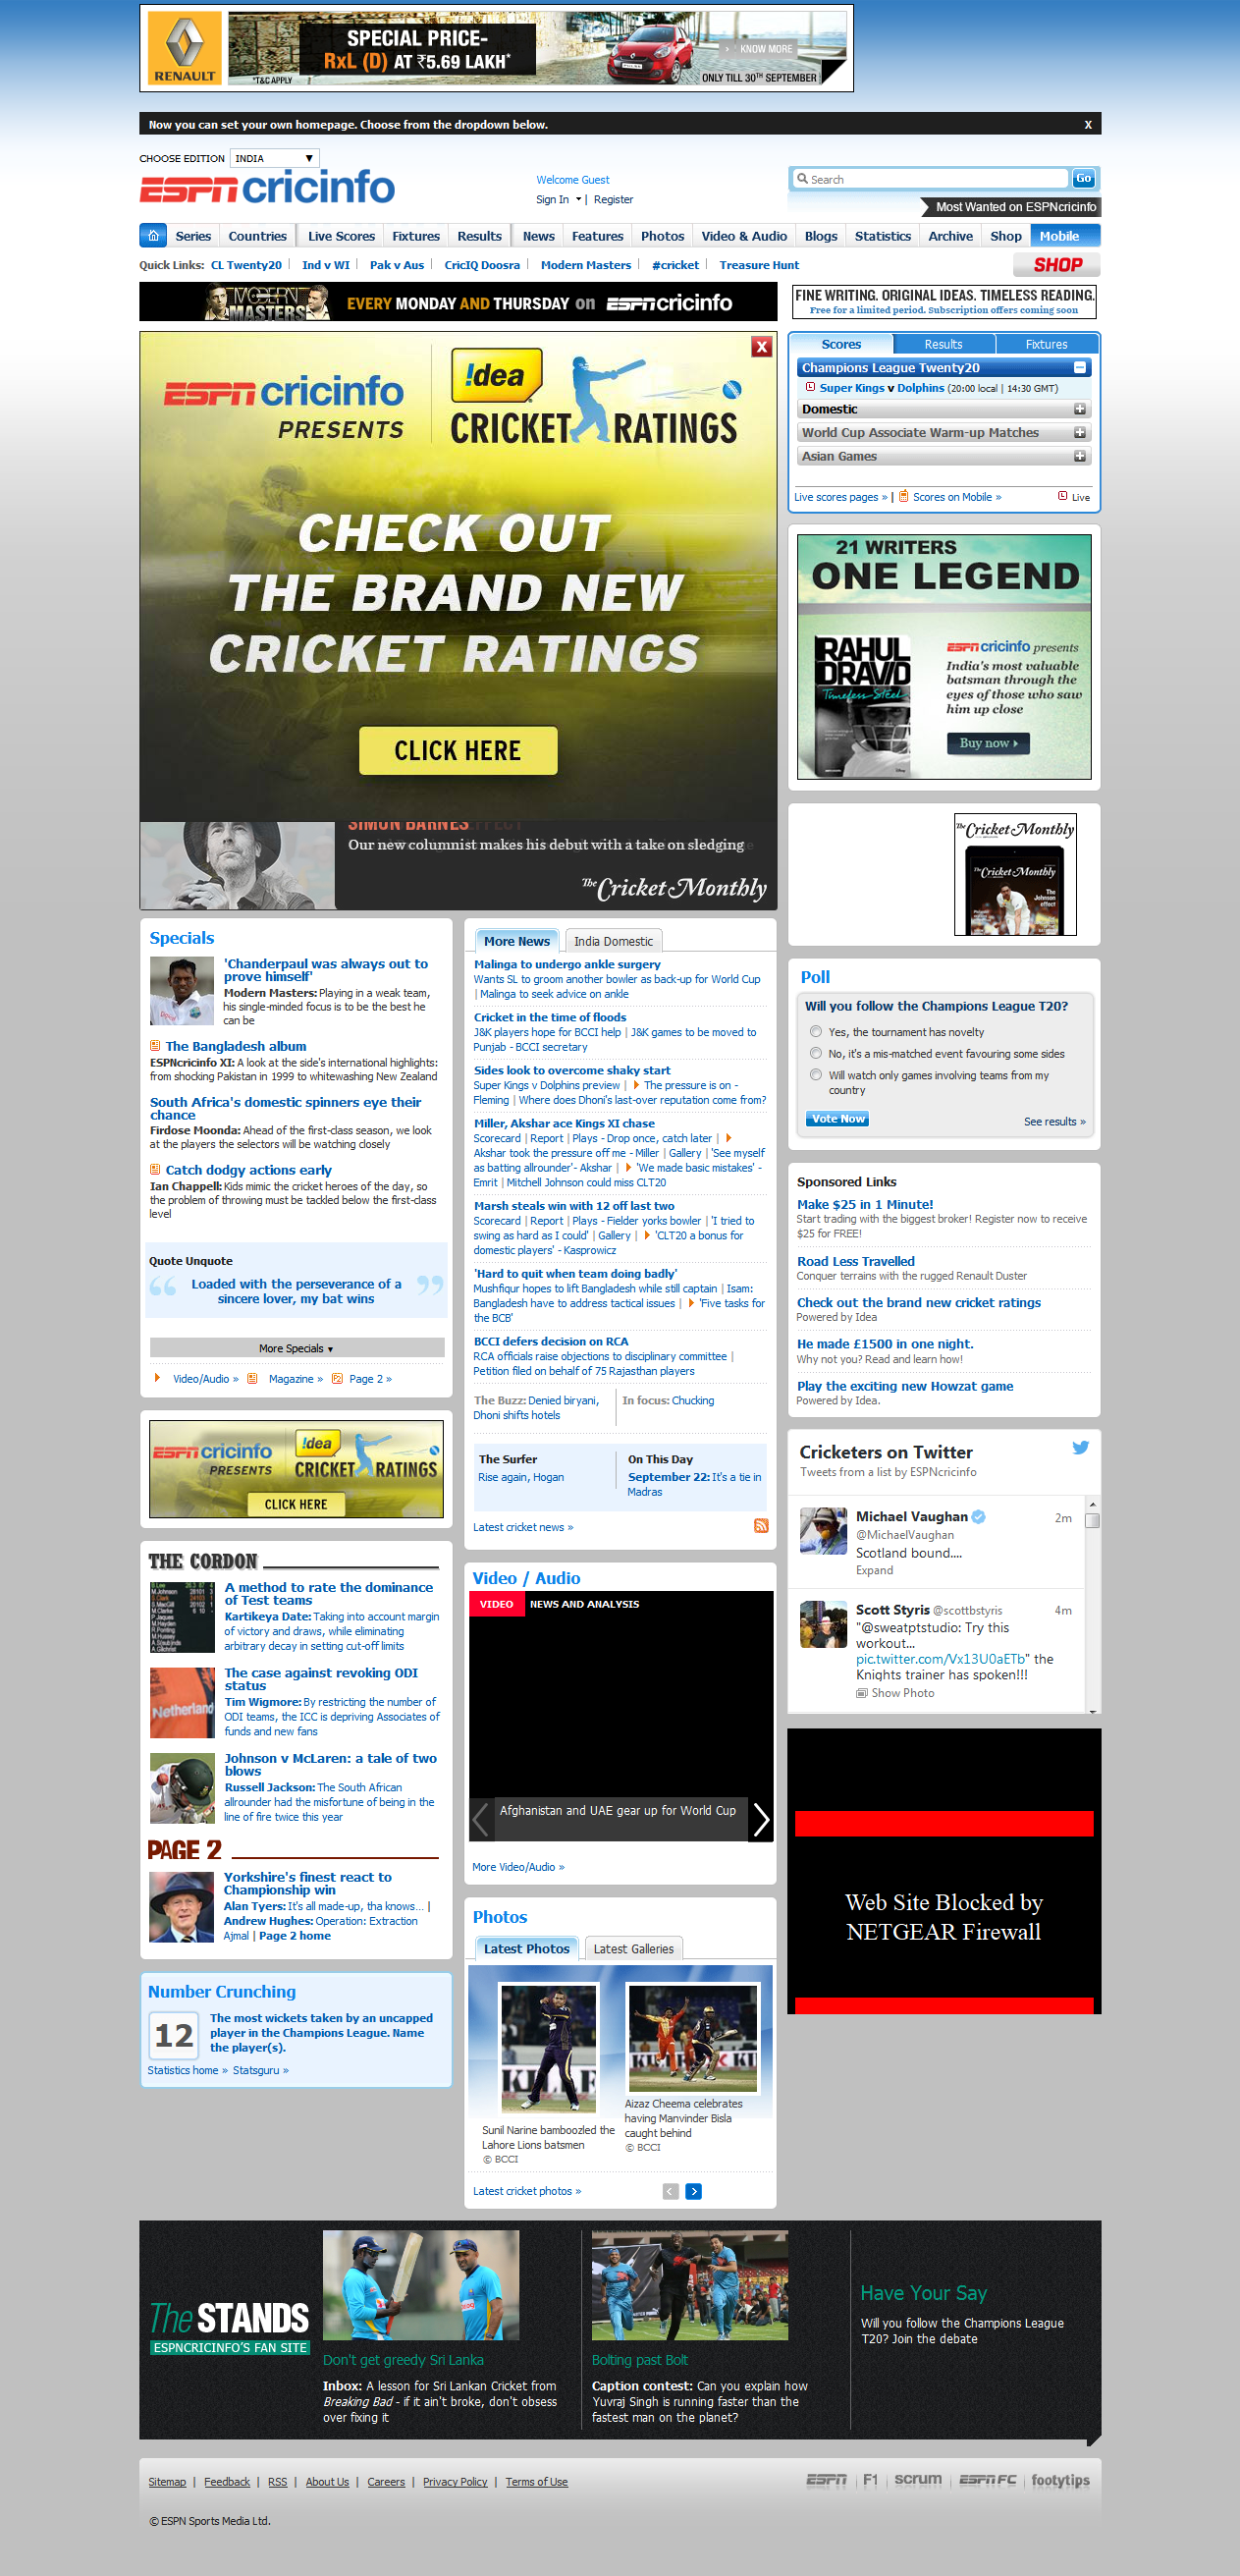 RENAULT
SPECIAL PRICE-
RxL (D) AT ₹5.69 LAKH*
*T&C APPLY
› KNOW MORE
ONLY TILL 30TH SEPTEMBER
Now you can set your own homepage. Choose from the dropdown below.
X
CHOOSE EDITION INDIA ▼
ESPN cricinfo
Welcome Guest
Sign In | Register
Search
Go
Most Wanted on ESPNcricinfo
Series Countries Live Scores Fixtures Results News Features Photos Video & Audio Blogs Statistics Archive Shop Mobile
Quick Links: CL Twenty20 | Ind v WI | Pak v Aus | CricIQ Doosra | Modern Masters | #cricket | Treasure Hunt
SHOP
MODERN MASTERS
EVERY MONDAY AND THURSDAY on ESPN cricinfo
FINE WRITING. ORIGINAL IDEAS. TIMELESS READING.
Free for a limited period. Subscription offers coming soon
X
ESPN cricinfo
PRESENTS
!dea
CRICKET RATINGS
CHECK OUT
THE BRAND NEW
CRICKET RATINGS
CLICK HERE
SIMON BARNES
Our new columnist makes his debut with a take on sledging
The Cricket Monthly
Scores Results Fixtures
Champions League Twenty20
Super Kings v Dolphins (20:00 local | 14:30 GMT)
Domestic
World Cup Associate Warm-up Matches
Asian Games
Live scores pages » | Scores on Mobile »
Live
21 WRITERS
ONE LEGEND
RAHUL
DRAVID
Timeless Steel
ESPN cricinfo presents
India's most valuable
batsman through the
eyes of those who saw
him up close
Buy now
The Cricket Monthly
The Cricket Monthly
The
Johnson
effect
Specials
'Chanderpaul was always out to
prove himself'
Modern Masters: Playing in a weak team,
his single-minded focus is to be the best he
can be
The Bangladesh album
ESPNcricinfo XI: A look at the side's international highlights:
from shocking Pakistan in 1999 to whitewashing New Zealand
South Africa's domestic spinners eye their
chance
Firdose Moonda: Ahead of the first-class season, we look
at the players the selectors will be watching closely
Catch dodgy actions early
Ian Chappell: Kids mimic the cricket heroes of the day, so
the problem of throwing must be tackled below the first-class
level
Quote Unquote
Loaded with the perseverance of a
sincere lover, my bat wins
More Specials ▼
Video/Audio » Magazine » Page 2 »
ESPN cricinfo
PRESENTS
!dea
CRICKET RATINGS
CLICK HERE
THE CORDON
A method to rate the dominance
of Test teams
Kartikeya Date: Taking into account margin
of victory and draws, while eliminating
arbitrary decay in setting cut-off limits
Netherland
The case against revoking ODI
status
Tim Wigmore: By restricting the number of
ODI teams, the ICC is depriving Associates of
funds and new fans
Johnson v McLaren: a tale of two
blows
Russell Jackson: The South African
allrounder had the misfortune of being in the
line of fire twice this year
PAGE 2
Yorkshire's finest react to
Championship win
Alan Tyers: It's all made-up, tha knows... |
Andrew Hughes: Operation: Extraction
Ajmal | Page 2 home
Number Crunching
12
The most wickets taken by an uncapped
player in the Champions League. Name
the player(s).
Statistics home » Statsguru »
More News India Domestic
Malinga to undergo ankle surgery
Wants SL to groom another bowler as back-up for World Cup
| Malinga to seek advice on ankle
Cricket in the time of floods
J&K players hope for BCCI help | J&K games to be moved to
Punjab - BCCI secretary
Sides look to overcome shaky start
Super Kings v Dolphins preview | The pressure is on -
Fleming | Where does Dhoni's last-over reputation come from?
Miller, Akshar ace Kings XI chase
Scorecard | Report | Plays - Drop once, catch later |
Akshar took the pressure off me - Miller | Gallery | 'See myself
as batting allrounder'- Akshar | 'We made basic mistakes' -
Emrit | Mitchell Johnson could miss CLT20
Marsh steals win with 12 off last two
Scorecard | Report | Plays - Fielder yorks bowler | 'I tried to
swing as hard as I could' | Gallery | 'CLT20 a bonus for
domestic players' - Kasprowicz
'Hard to quit when team doing badly'
Mushfiqur hopes to lift Bangladesh while still captain | Isam:
Bangladesh have to address tactical issues | 'Five tasks for
the BCB'
BCCI defers decision on RCA
RCA officials raise objections to disciplinary committee |
Petition filed on behalf of 75 Rajasthan players
The Buzz: Denied biryani,
Dhoni shifts hotels
In focus: Chucking
The Surfer
Rise again, Hogan
On This Day
September 22: It's a tie in
Madras
Latest cricket news »
Video / Audio
VIDEO NEWS AND ANALYSIS
Afghanistan and UAE gear up for World Cup
More Video/Audio »
Photos
Latest Photos Latest Galleries
Sunil Narine bamboozled the
Lahore Lions batsmen
© BCCI
Aizaz Cheema celebrates
having Manvinder Bisla
caught behind
© BCCI
Latest cricket photos »
Poll
Will you follow the Champions League T20?
Yes, the tournament has novelty
No, it's a mis-matched event favouring some sides
Will watch only games involving teams from my
country
Vote Now
See results »
Sponsored Links
Make $25 in 1 Minute!
Start trading with the biggest broker! Register now to receive
$25 for FREE!
Road Less Travelled
Conquer terrains with the rugged Renault Duster
Check out the brand new cricket ratings
Powered by Idea
He made £1500 in one night.
Why not you? Read and learn how!
Play the exciting new Howzat game
Powered by Idea.
Cricketers on Twitter
Tweets from a list by ESPNcricinfo
Michael Vaughan 2m
@MichaelVaughan
Scotland bound....
Expand
Scott Styris @scottbstyris 4m
"@sweatptstudio: Try this
workout...
pic.twitter.com/Vx13U0aETb" the
Knights trainer has spoken!!!
Show Photo
Web Site Blocked by
NETGEAR Firewall
The STANDS
ESPNCRICINFO'S FAN SITE
Don't get greedy Sri Lanka
Inbox: A lesson for Sri Lankan Cricket from
Breaking Bad - if it ain't broke, don't obsess
over fixing it
Bolting past Bolt
Caption contest: Can you explain how
Yuvraj Singh is running faster than the
fastest man on the planet?
Have Your Say
Will you follow the Champions League
T20? Join the debate
Sitemap | Feedback | RSS | About Us | Careers | Privacy Policy | Terms of Use
ESPN F1 scrum ESPN FC footytips
© ESPN Sports Media Ltd.